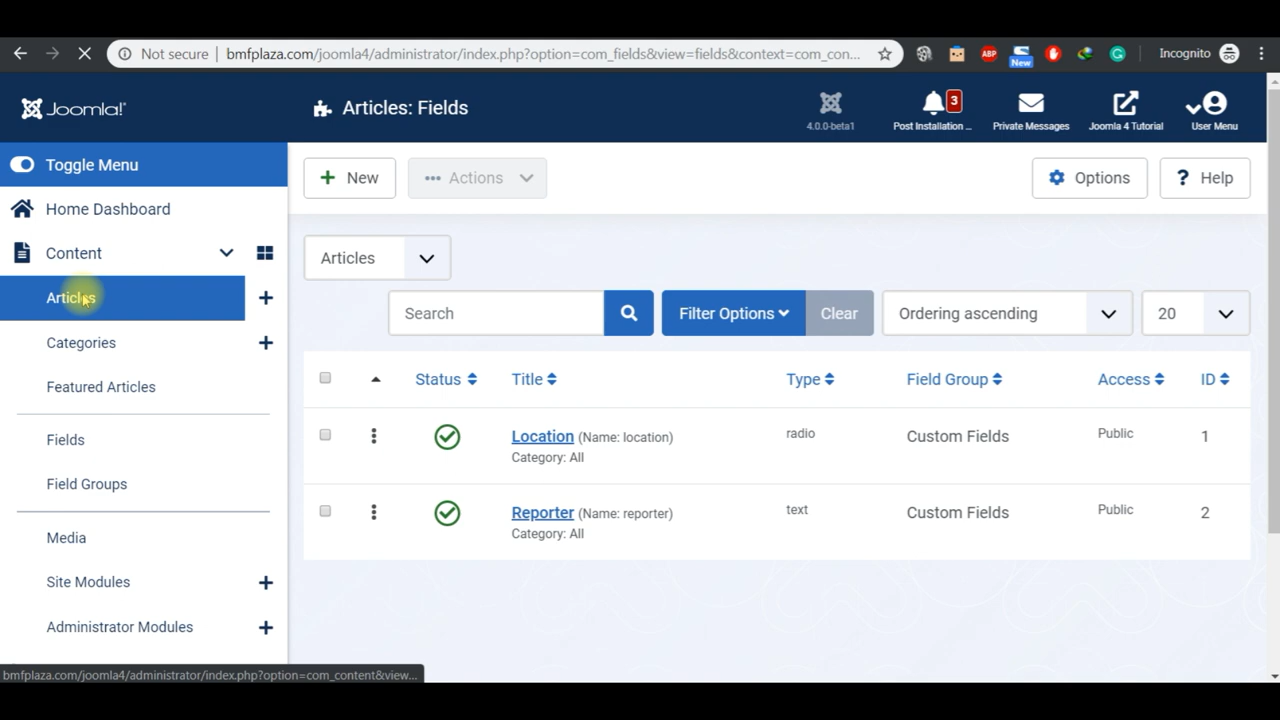 Not secure | bmfplaza.com/joomla4/administrator/index.php?option=com_fields&view=fields&context=com_con...
ABP
New
Incognito
Joomla!
Articles: Fields
4.0.0-beta1
3
Post Installation ...
Private Messages
Joomla 4 Tutorial
User Menu
Toggle Menu
Home Dashboard
Content
Articles
Categories
Featured Articles
Fields
Field Groups
Media
Site Modules
Administrator Modules
New
Actions
Options
? Help
Articles
Search
Filter Options
Clear
Ordering ascending
20
Status
Title
Type
Field Group
Access
ID
Location (Name: location)
Category: All
radio
Custom Fields
Public
1
Reporter (Name: reporter)
Category: All
text
Custom Fields
Public
2
bmfplaza.com/joomla4/administrator/index.php?option=com_content&view...